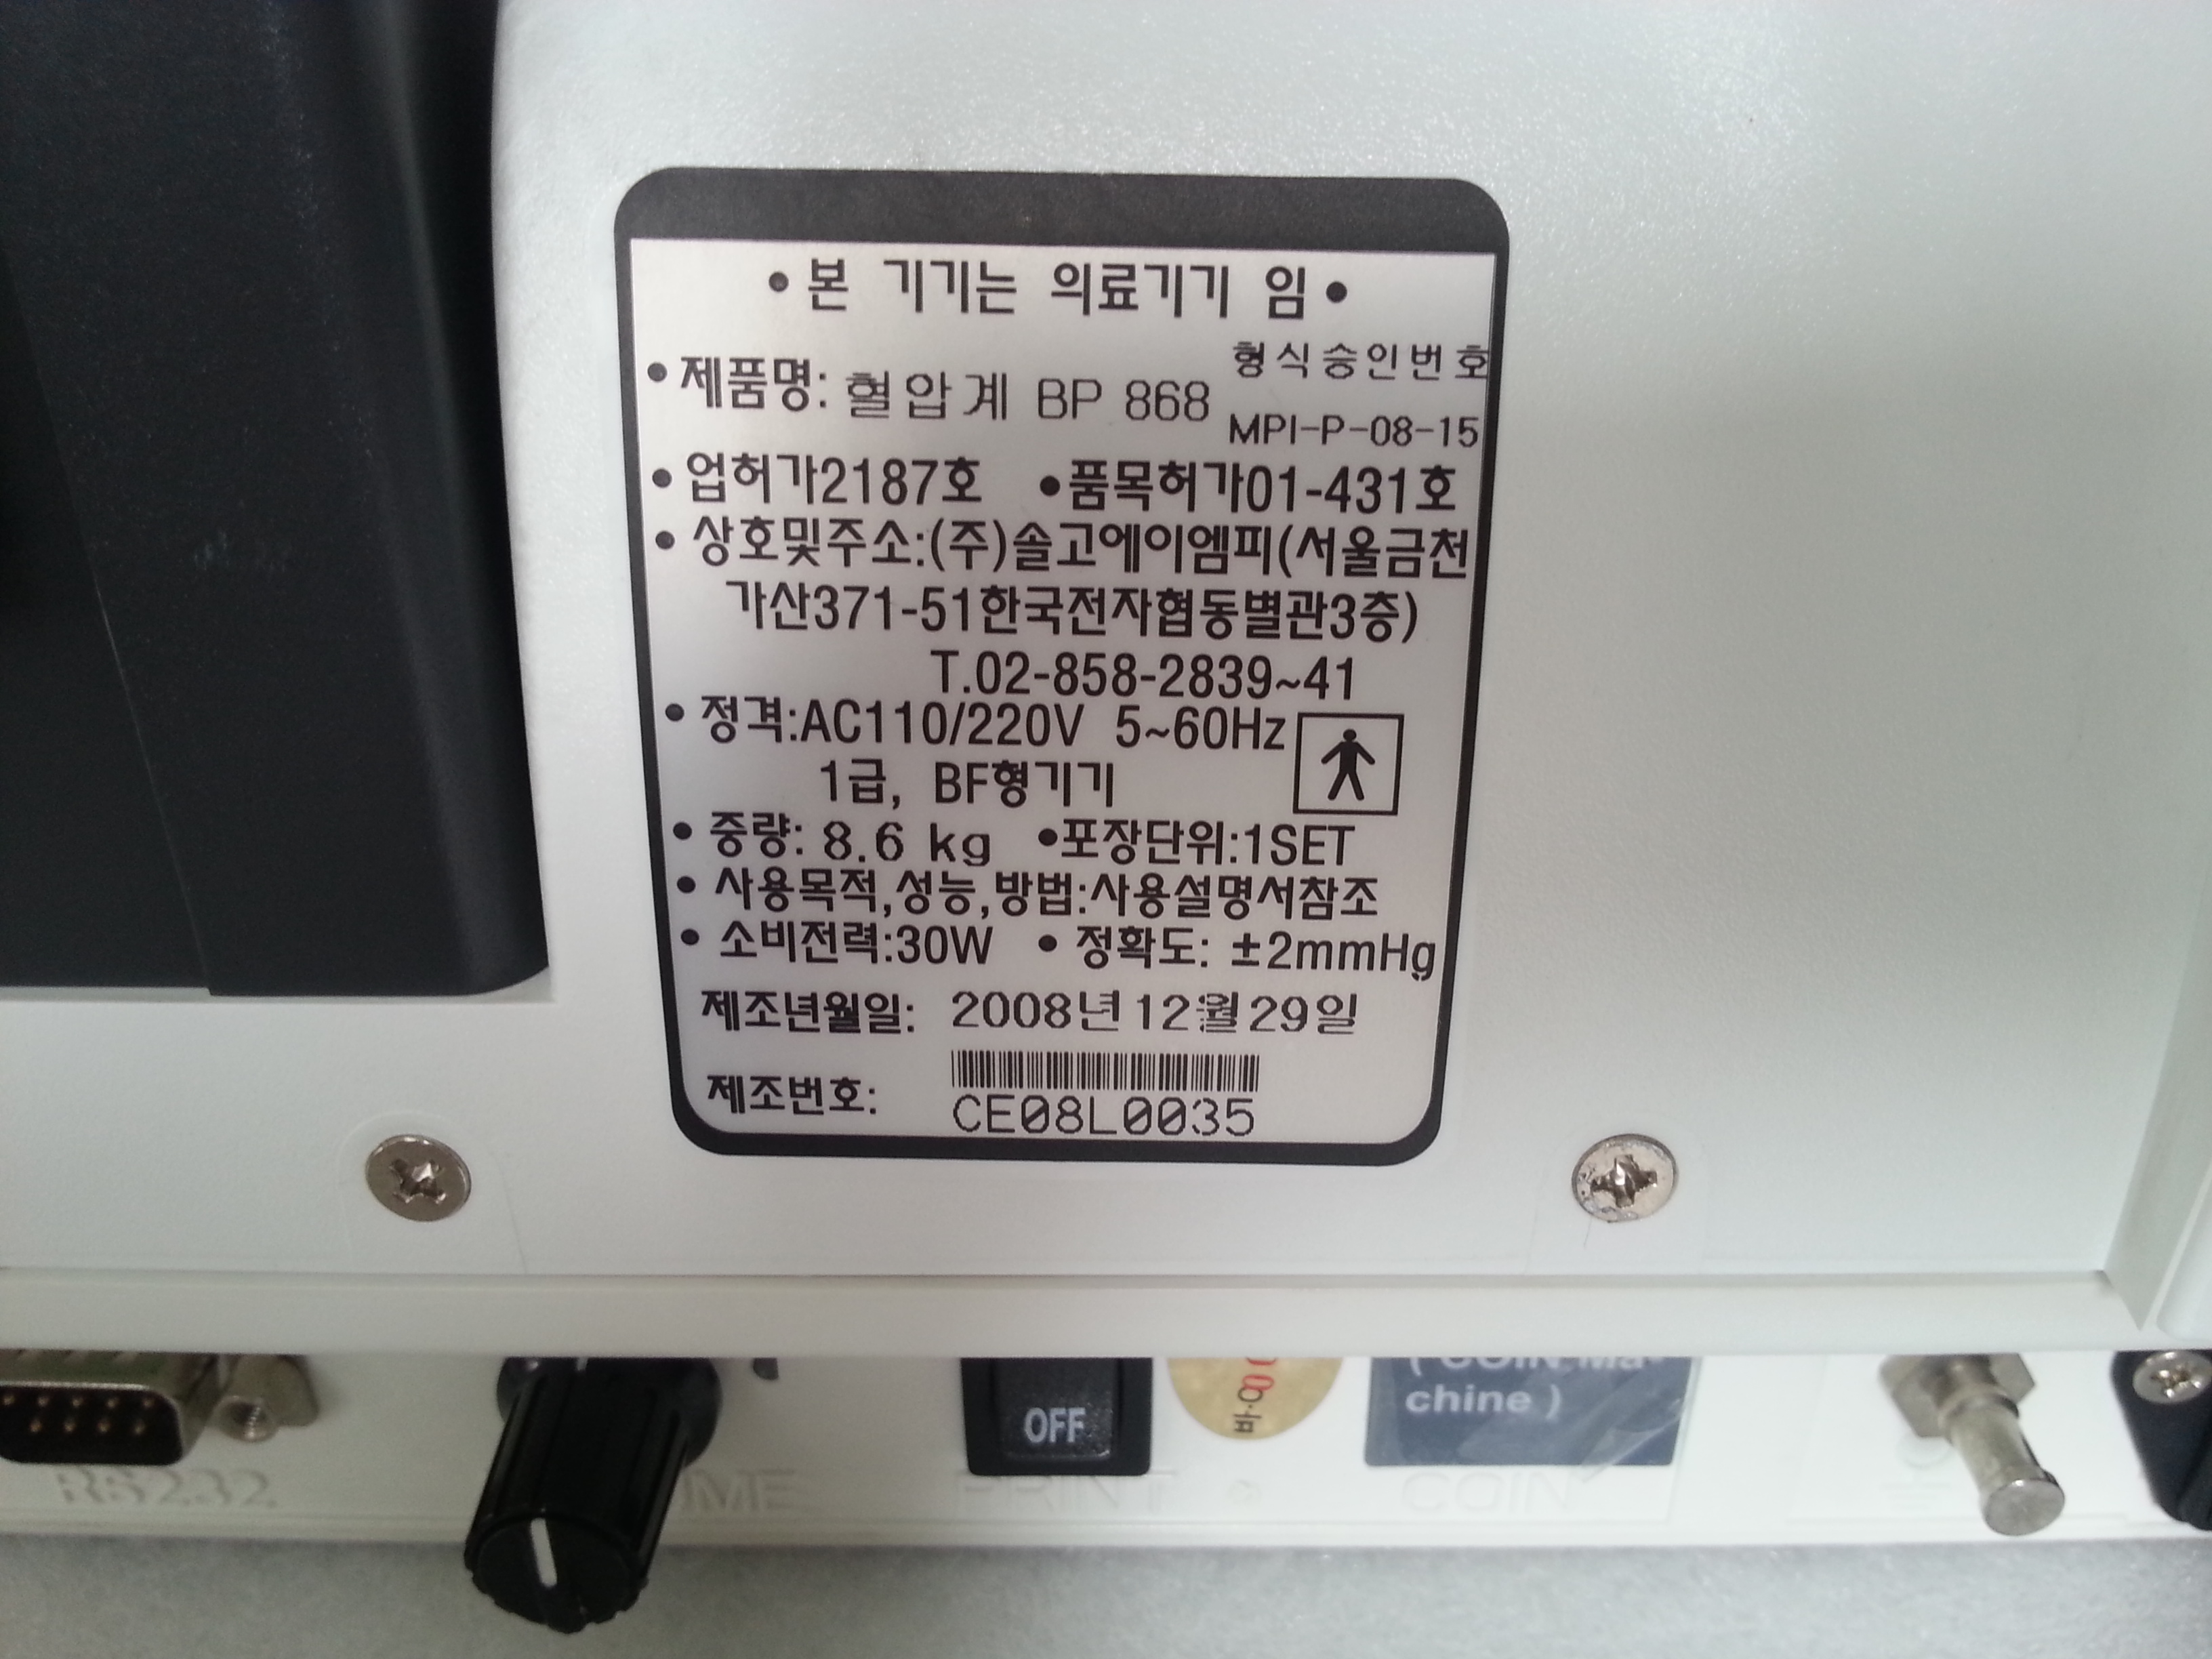 • 본 기기는 의료기기 임 •
형식승인번호
• 제품명: 혈압계 BP 868
MPI-P-08-15
• 업허가2187호 • 품목허가01-431호
• 상호및주소:(주)솔고에이엠피(서울금천
가산371-51한국전자협동별관3층)
T.02-858-2839~41
• 정격:AC110/220V 5~60Hz
1급, BF형기기
• 중량: 8.6 kg • 포장단위:1SET
• 사용목적,성능,방법:사용설명서참조
• 소비전력:30W • 정확도: ±2mmHg
제조년월일: 2008년12월29일
제조번호:
CE08L0035
( COIN Ma-
chine )
OFF
RS232
PRINT
COIN